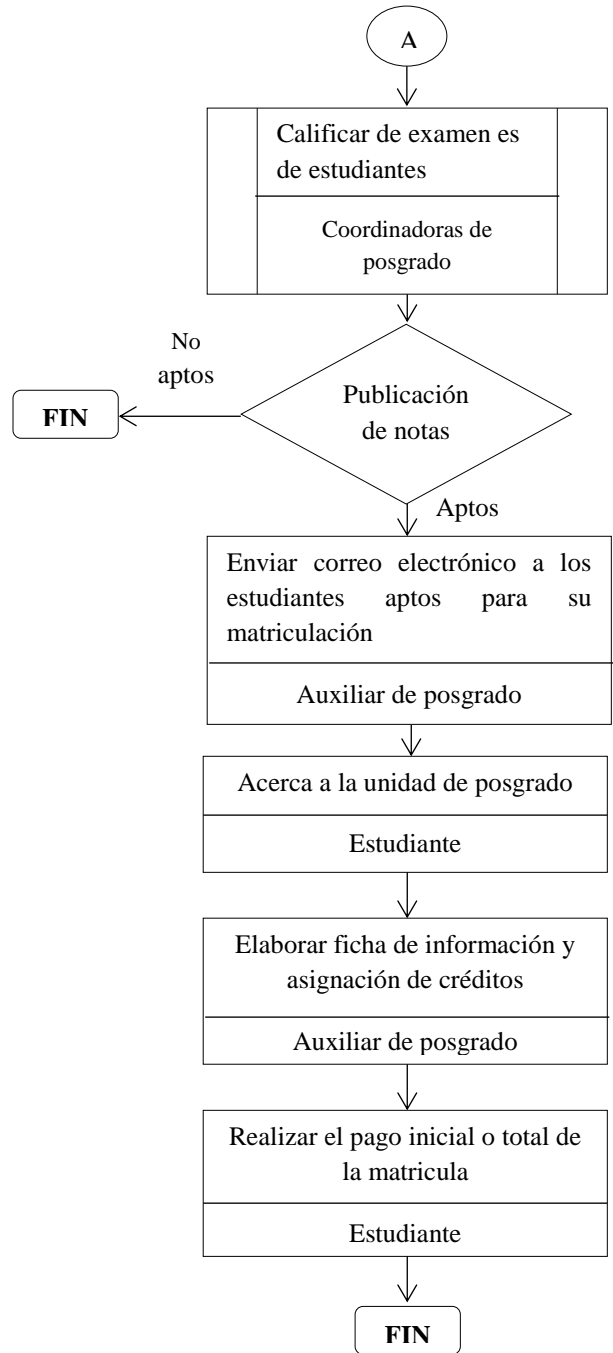 A
Calificar de examen es
de estudiantes
Coordinadoras de
posgrado
No
aptos
Publicación
de notas
FIN
Aptos
Enviar correo electrónico a los
estudiantes aptos para su
matriculación
Auxiliar de posgrado
Acerca a la unidad de posgrado
Estudiante
Elaborar ficha de información y
asignación de créditos
Auxiliar de posgrado
Realizar el pago inicial o total de
la matricula
Estudiante
FIN